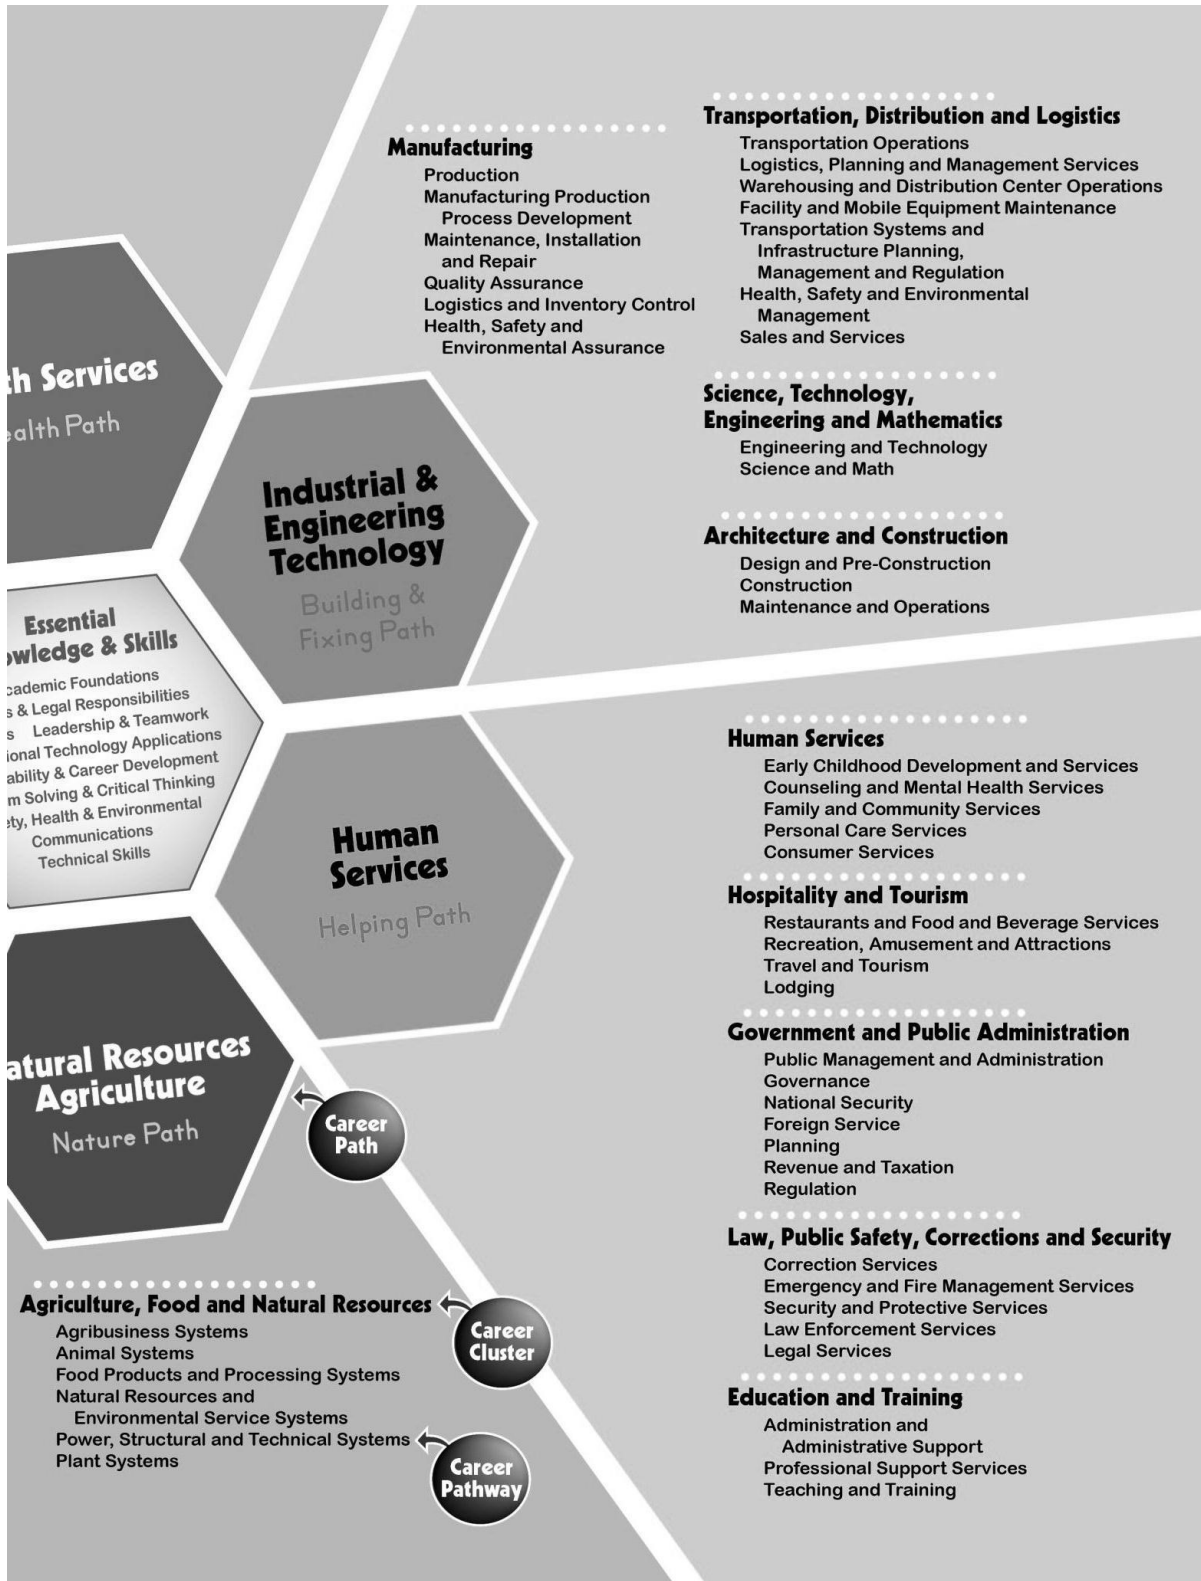 Transportation, Distribution and Logistics
Transportation Operations
Logistics, Planning and Management Services
Warehousing and Distribution Center Operations
Facility and Mobile Equipment Maintenance
Transportation Systems and
Infrastructure Planning,
Management and Regulation
Health, Safety and Environmental
Management
Sales and Services
Manufacturing
Production
Manufacturing Production
Process Development
Maintenance, Installation
and Repair
Quality Assurance
Logistics and Inventory Control
Health, Safety and
Environmental Assurance
Science, Technology,
Engineering and Mathematics
Engineering and Technology
Science and Math
Architecture and Construction
Design and Pre-Construction
Construction
Maintenance and Operations
th Services
ealth Path
Industrial &
Engineering
Technology
Building &
Fixing Path
Essential
owledge & Skills
cademic Foundations
s & Legal Responsibilities
s Leadership & Teamwork
ional Technology Applications
ability & Career Development
m Solving & Critical Thinking
ety, Health & Environmental
Communications
Technical Skills
Human
Services
Helping Path
Human Services
Early Childhood Development and Services
Counseling and Mental Health Services
Family and Community Services
Personal Care Services
Consumer Services
Hospitality and Tourism
Restaurants and Food and Beverage Services
Recreation, Amusement and Attractions
Travel and Tourism
Lodging
Government and Public Administration
Public Management and Administration
Governance
National Security
Foreign Service
Planning
Revenue and Taxation
Regulation
Law, Public Safety, Corrections and Security
Correction Services
Emergency and Fire Management Services
Security and Protective Services
Law Enforcement Services
Legal Services
Education and Training
Administration and
Administrative Support
Professional Support Services
Teaching and Training
atural Resources
Agriculture
Nature Path
Career
Path
Agriculture, Food and Natural Resources
Agribusiness Systems
Animal Systems
Food Products and Processing Systems
Natural Resources and
Environmental Service Systems
Power, Structural and Technical Systems
Plant Systems
Career
Cluster
Career
Pathway